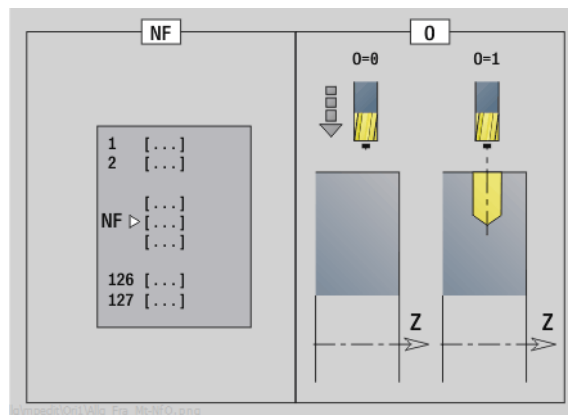 NF
O
O=0
O=1
1 [...]
2 [...]
[...]
NF [...]
[...]
126 [...]
127 [...]
Z
Z